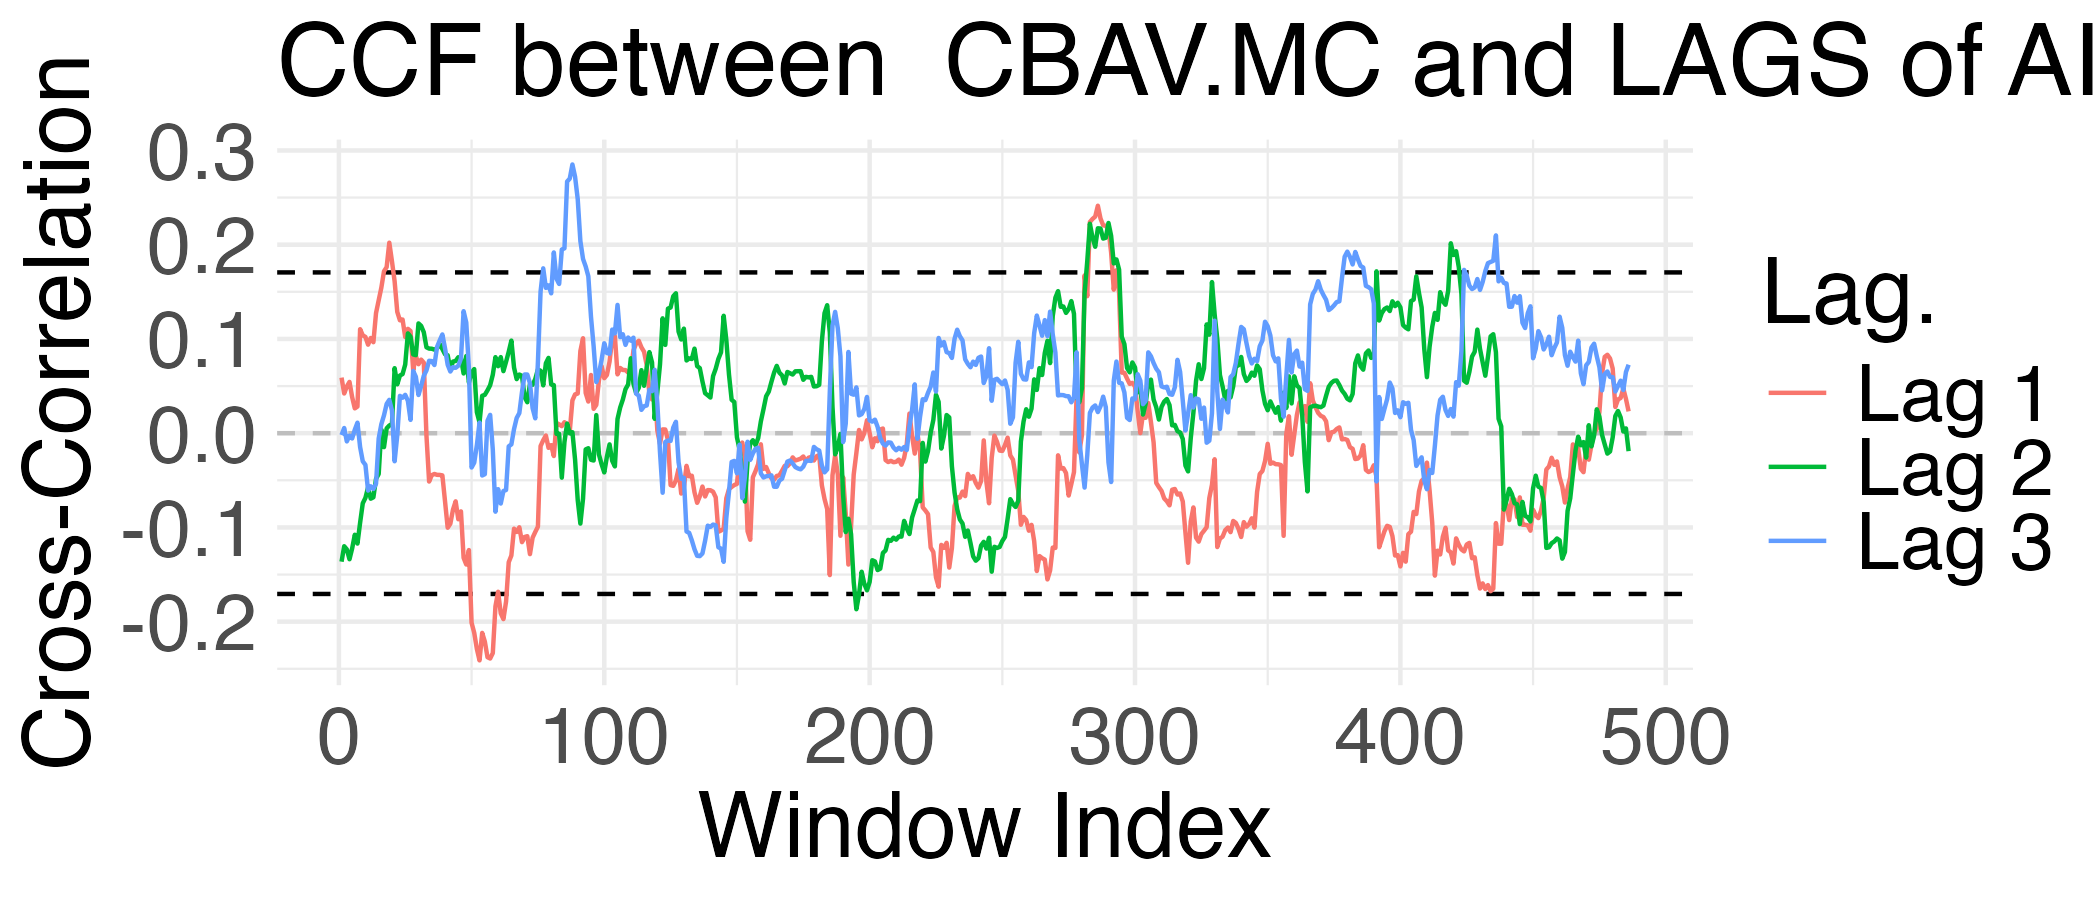 CCF between  CBAV.MC and LAGS of AI
Cross-Correlation
0.3
0.2
0.1
0.0
-0.1
-0.2
0 100 200 300 400 500
Window Index
Lag.
Lag 1
Lag 2
Lag 3